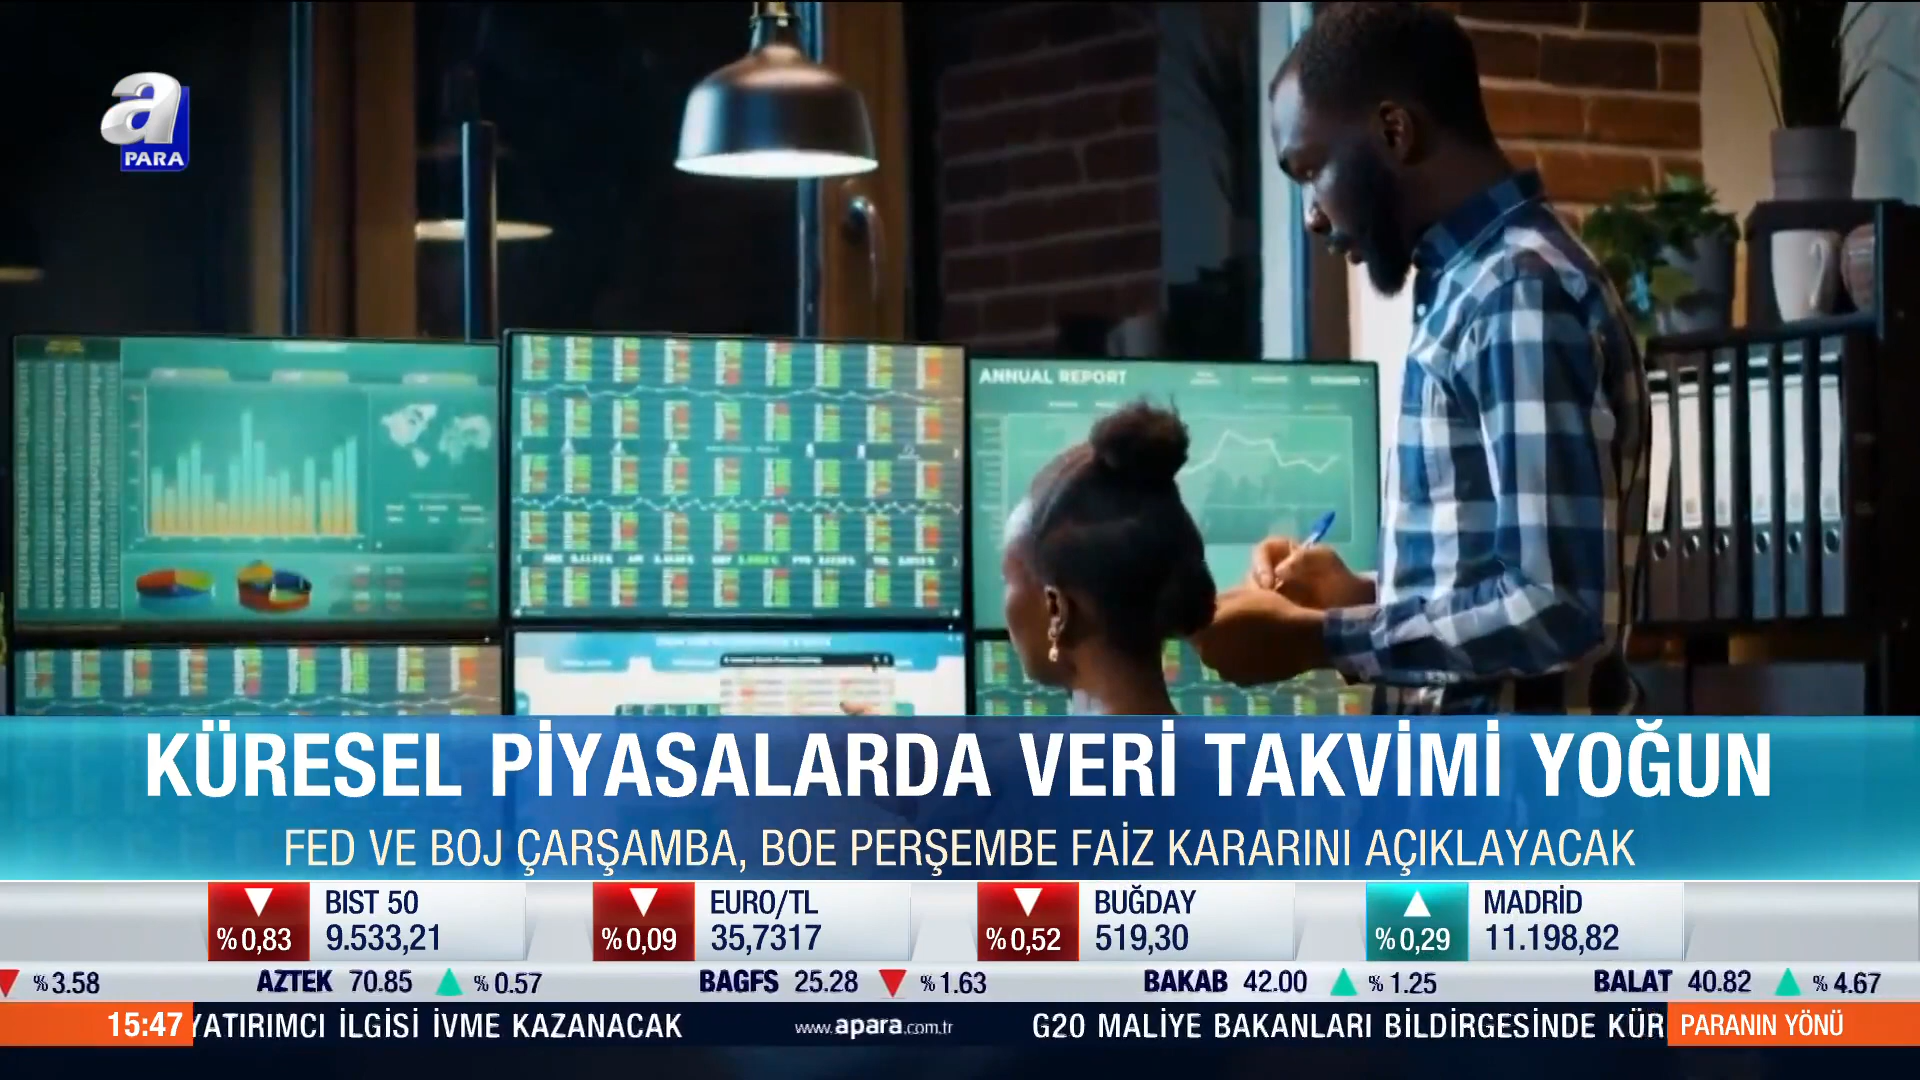 a
PARA
ANNUAL REPORT
KÜRESEL PİYASALARDA VERİ TAKVİMİ YOĞUN
FED VE BOJ ÇARŞAMBA, BOE PERŞEMBE FAİZ KARARINI AÇIKLAYACAK
%0,83 BIST 50 9.533,21
%0,09 EURO/TL 35,7317
%0,52 BUĞDAY 519,30
%0,29 MADRİD 11.198,82
%3.58 AZTEK 70.85 %0.57 BAGFS 25.28 %1.63 BAKAB 42.00 %1.25 BALAT 40.82 %4.67
15:47 YATIRIMCI İLGİSİ İVME KAZANACAK www.apara.com.tr G20 MALİYE BAKANLARI BİLDİRGESİNDE KÜR PARANIN YÖNÜ